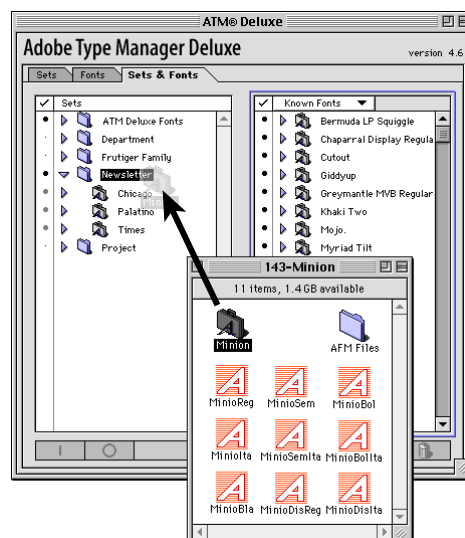 ATM® Deluxe
Adobe Type Manager Deluxe
version 4.6
Sets Fonts Sets & Fonts
Sets
ATM Deluxe Fonts
Department
Frutiger Family
Newsletter
Chicago
Palatino
Times
Project
Known Fonts
Bermuda LP Squiggle
Chaparral Display Regula
Cutout
Giddyup
Greymantle MVB Regular
Khaki Two
Mojo.
Myriad Tilt
143-Minion
11 items, 1.4 GB available
Minion AFM Files
MinioReg MinioSem MinioBol
MinioIta MinioSemIta MinioBolIta
MinioBla MinioDisReg MinioDisIta